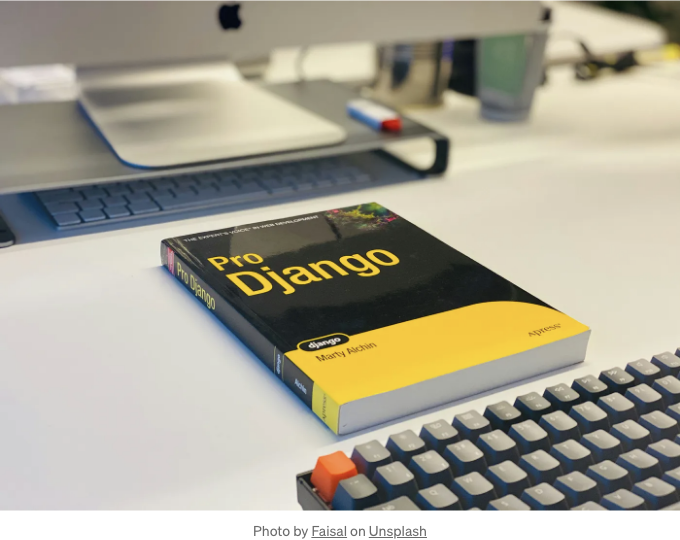 THE EXPERT'S VOICE® IN WEB DEVELOPMENT
Pro
Django
Pro Django
django
Marty Alchin
Apress®
Alchin
Photo by Faisal on Unsplash